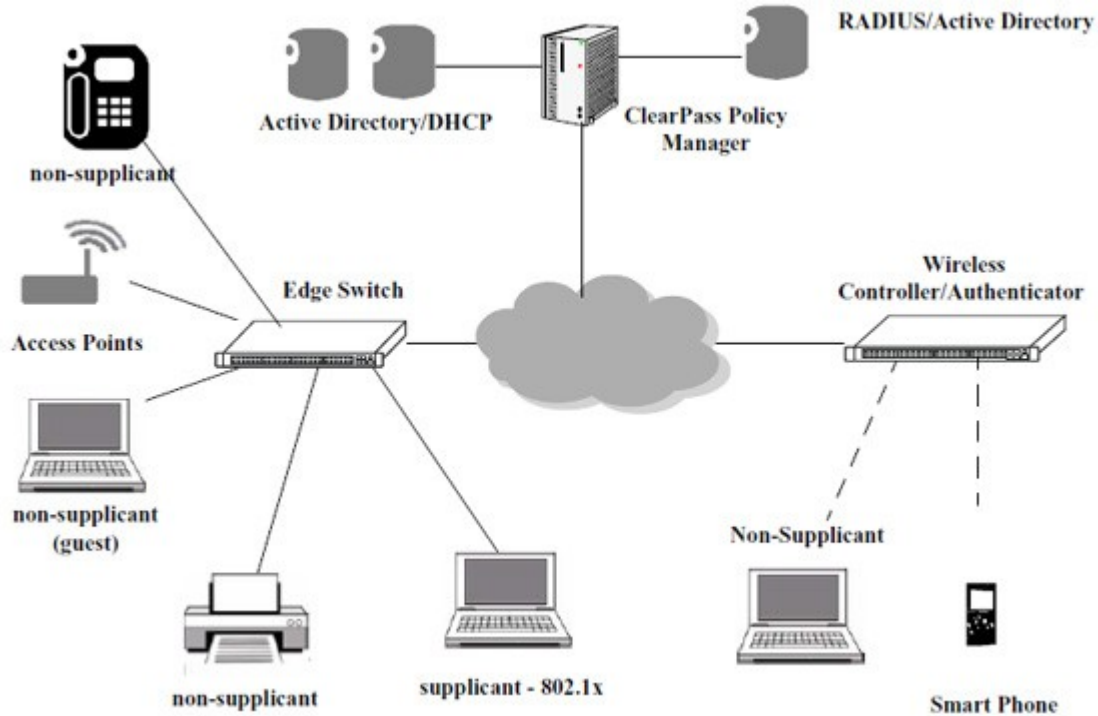 RADIUS/Active Directory
Active Directory/DHCP
ClearPass Policy
Manager
non-supplicant
Edge Switch
Wireless
Controller/Authenticator
Access Points
non-supplicant
(guest)
Non-Supplicant
non-supplicant
supplicant - 802.1x
Smart Phone